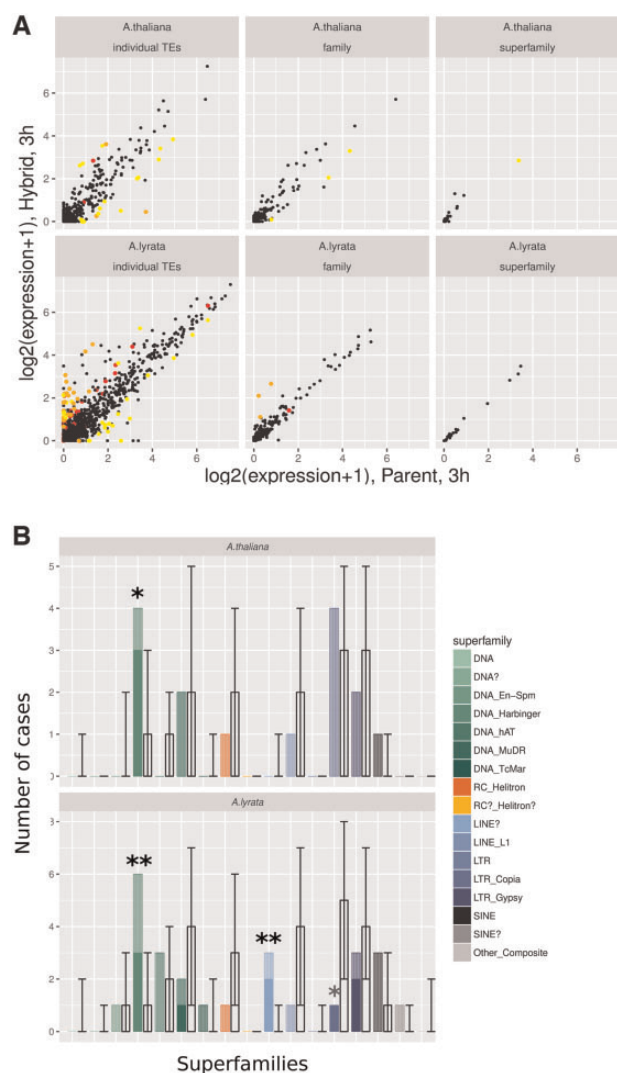 A
A.thaliana
A.thaliana
A.thaliana
individual TEs
family
superfamily
log2(expression+1), Hybrid, 3h
6
4
2
0
A.lyrata
A.lyrata
A.lyrata
individual TEs
family
superfamily
6
4
2
0
0 2 4 6
0 2 4 6
0 2 4 6
log2(expression+1), Parent, 3h
B
Number of cases
A.thaliana
5
4
3
2
1
0
*
A.lyrata
8
6
4
2
0
**
**
*
Superfamilies
superfamily
DNA
DNA?
DNA_En-Spm
DNA_Harbinger
DNA_hAT
DNA_MuDR
DNA_TcMar
RC_Helitron
RC?_Helitron?
LINE?
LINE_L1
LTR
LTR_Copia
LTR_Gypsy
SINE
SINE?
Other_Composite